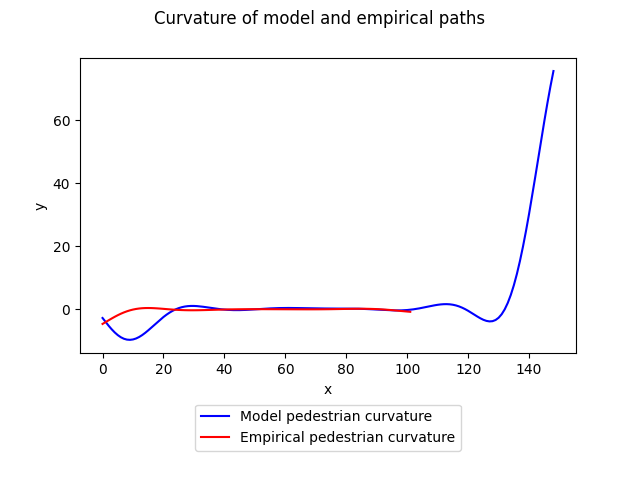 Curvature of model and empirical paths
60
40
20
0
y
0 20 40 60 80 100 120 140
x
Model pedestrian curvature
Empirical pedestrian curvature